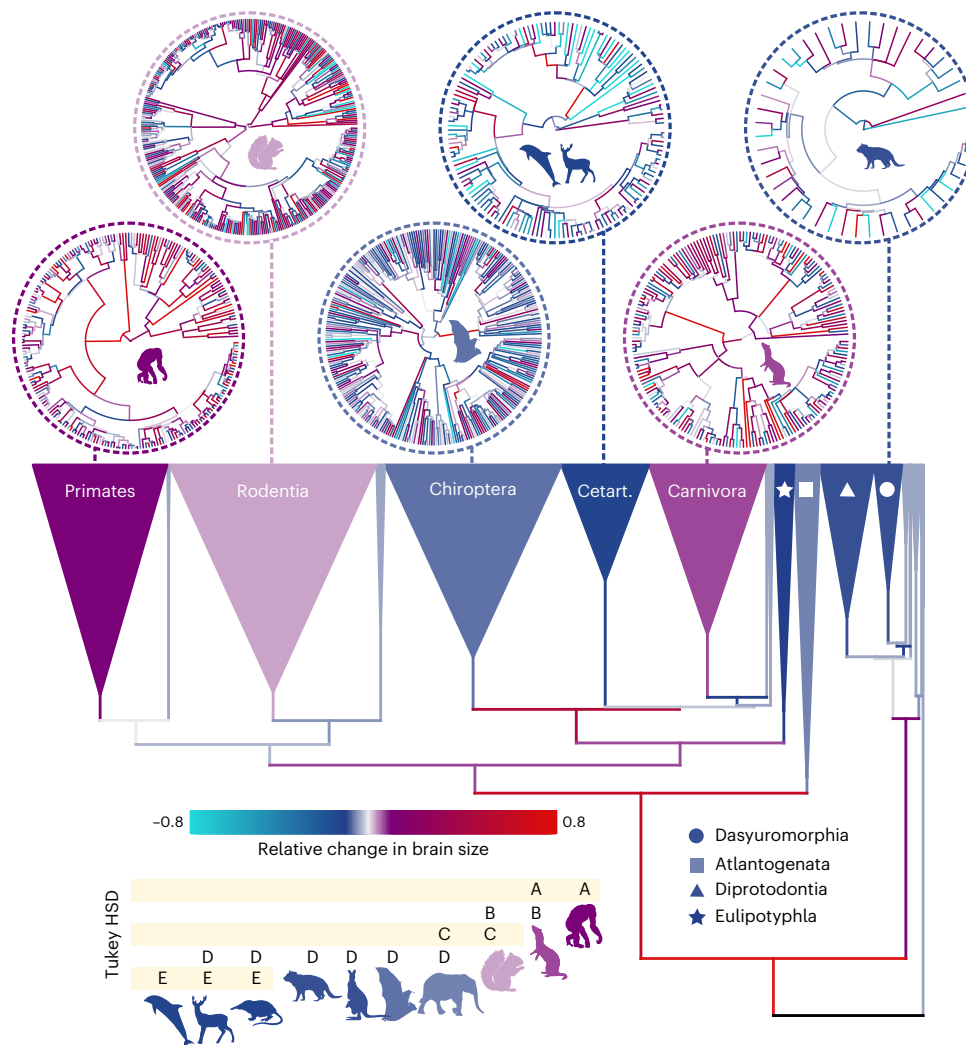 Primates
Rodentia
Chiroptera
Cetart.
Carnivora
–0.8
0.8
Relative change in brain size
Dasyuromorphia
Atlantogenata
Diprotodontia
Eulipotyphla
Tukey HSD
A A
B B
C C
D D D D D D
E E E